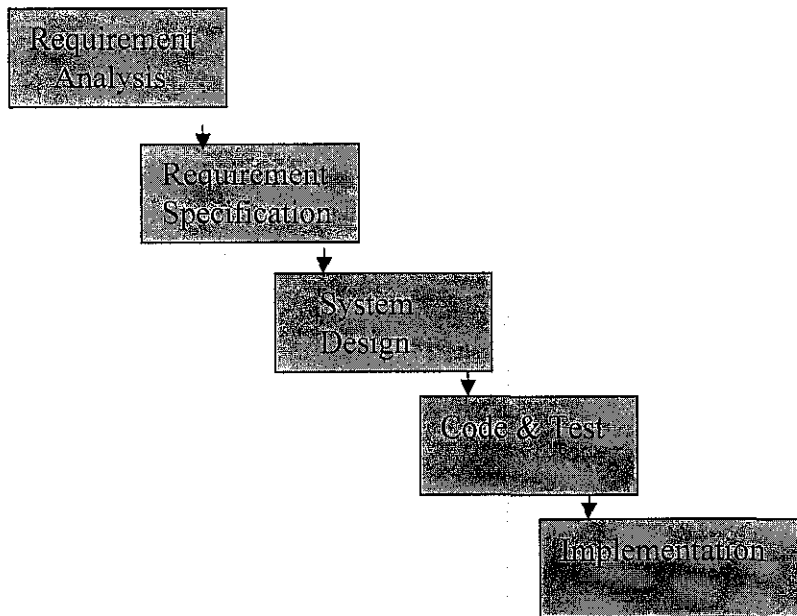 Requirement
Analysis
Requirement
Specification
System
Design
Code & Test
Implementation